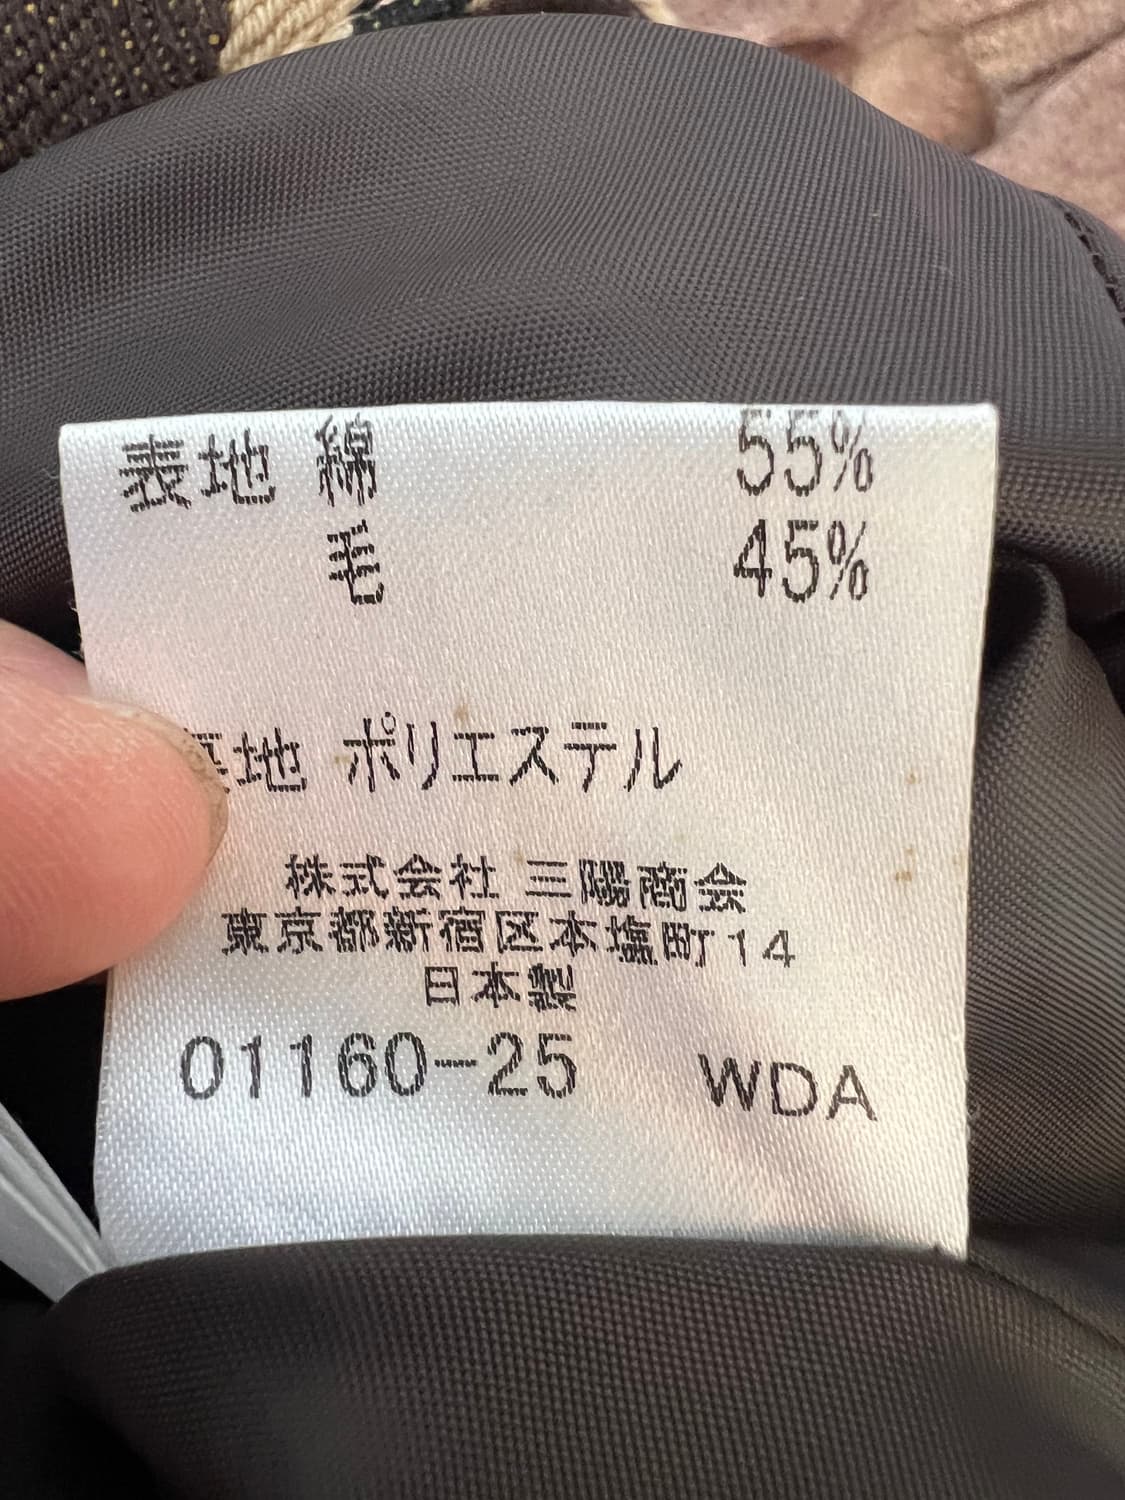 表地 綿 55%
毛 45%
地 ポリエステル
株式会社 三陽商会
東京都新宿区本塩町14
日本製
01160-25 WDA